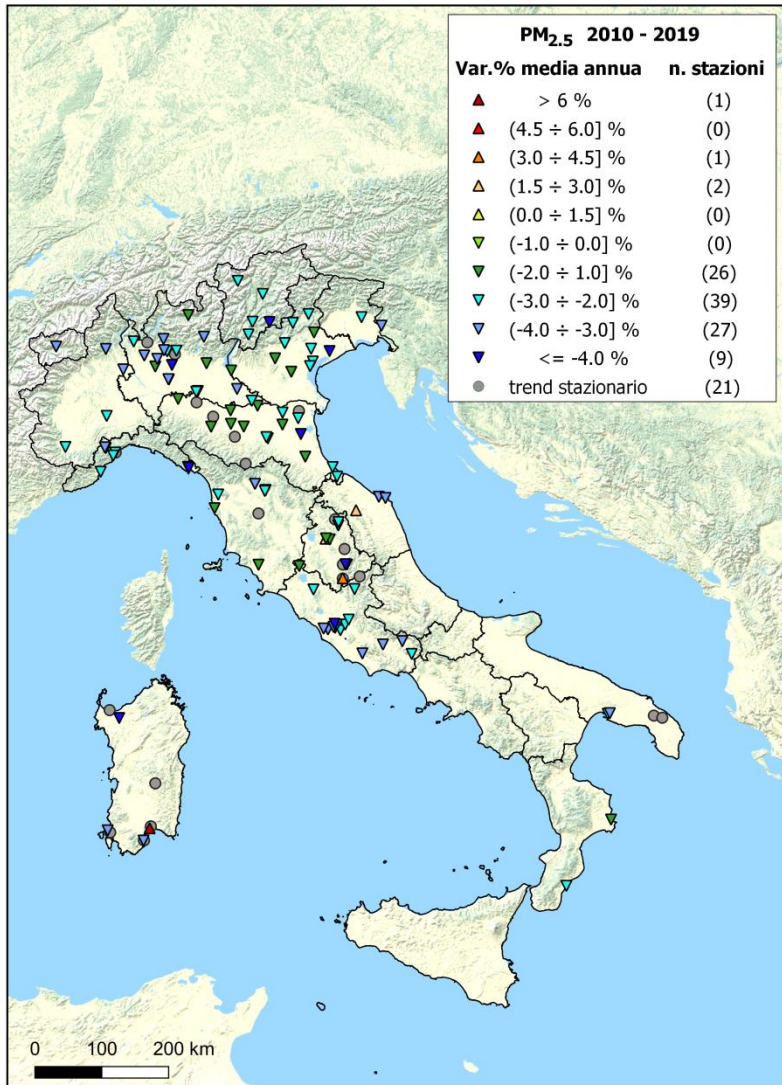 PM2.5 2010 - 2019
Var.% media annua n. stazioni
> 6 % (1)
(4.5 ÷ 6.0] % (0)
(3.0 ÷ 4.5] % (1)
(1.5 ÷ 3.0] % (2)
(0.0 ÷ 1.5] % (0)
(-1.0 ÷ 0.0] % (0)
(-2.0 ÷ 1.0] % (26)
(-3.0 ÷ -2.0] % (39)
(-4.0 ÷ -3.0] % (27)
<= -4.0 % (9)
trend stazionario (21)
0 100 200 km